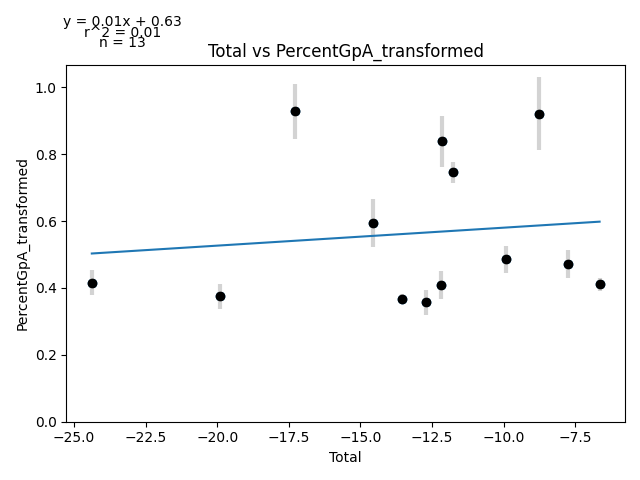 y = 0.01x + 0.63
r^2 = 0.01
n = 13
Total vs PercentGpA_transformed
PercentGpA_transformed
1.0
0.8
0.6
0.4
0.2
0.0
−25.0 −22.5 −20.0 −17.5 −15.0 −12.5 −10.0 −7.5
Total